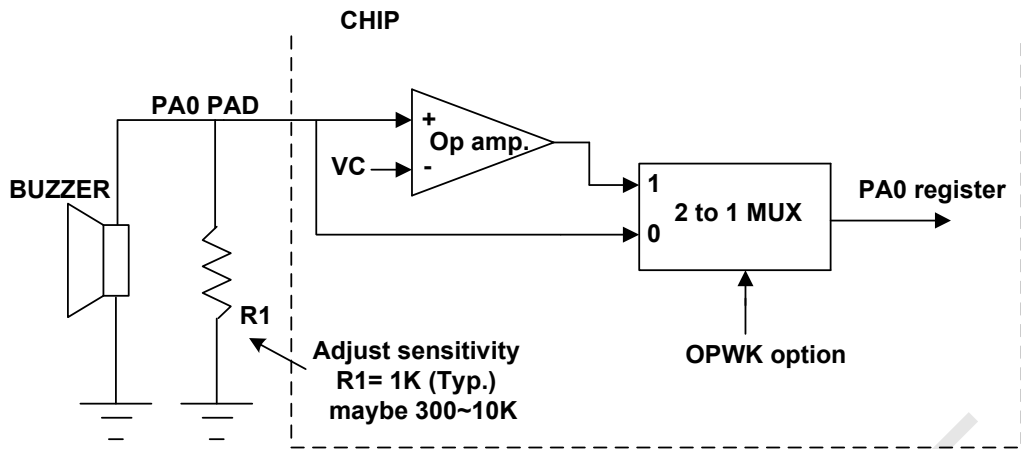 CHIP
PA0 PAD
+
Op amp.
VC
-
BUZZER
1
2 to 1 MUX
0
PA0 register
R1
Adjust sensitivity
R1= 1K (Typ.)
maybe 300~10K
OPWK option